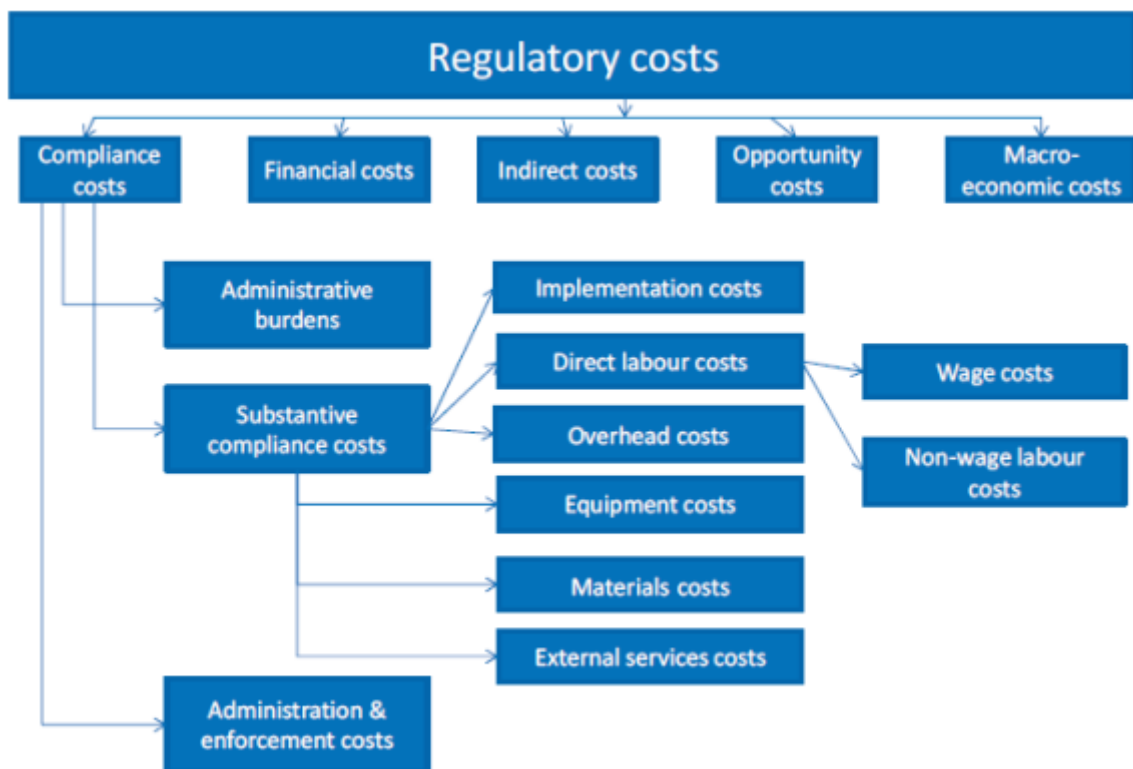 Regulatory costs
Compliance
costs
Financial costs
Indirect costs
Opportunity
costs
Macro-
economic costs
Administrative
burdens
Implementation costs
Direct labour costs
Wage costs
Substantive
compliance costs
Overhead costs
Non-wage labour
costs
Equipment costs
Materials costs
External services costs
Administration &
enforcement costs